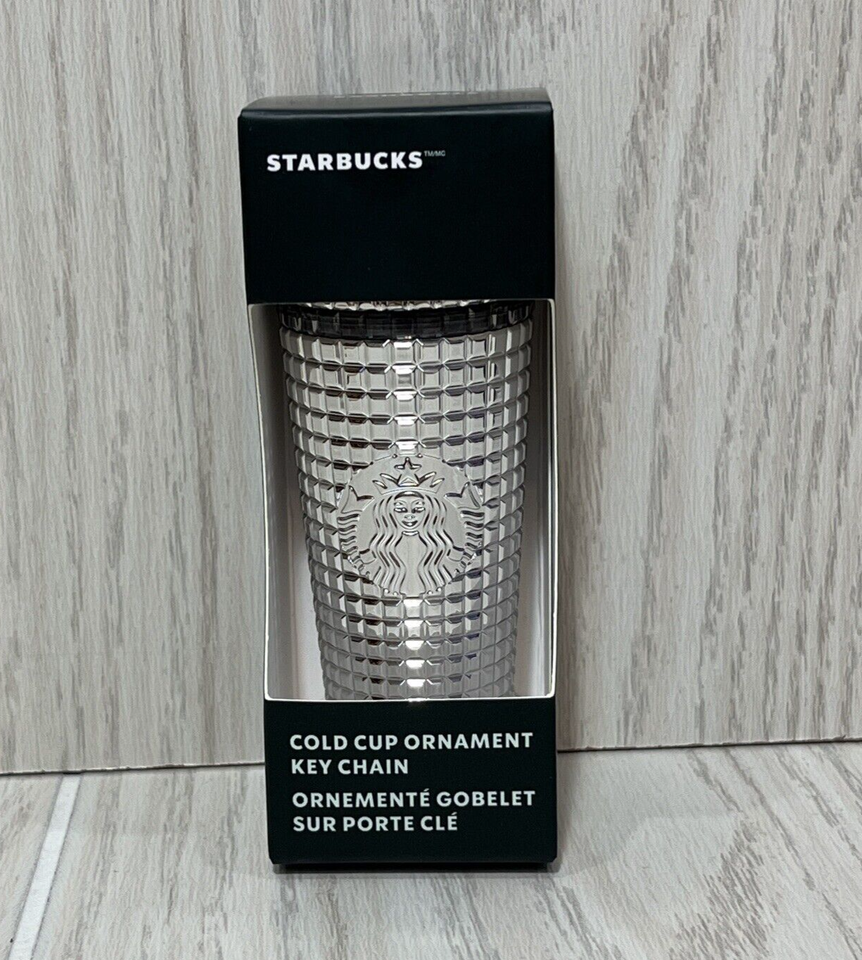 STARBUCKS™/MC
COLD CUP ORNAMENT
KEY CHAIN
ORNEMENTÉ GOBELET
SUR PORTE CLÉ